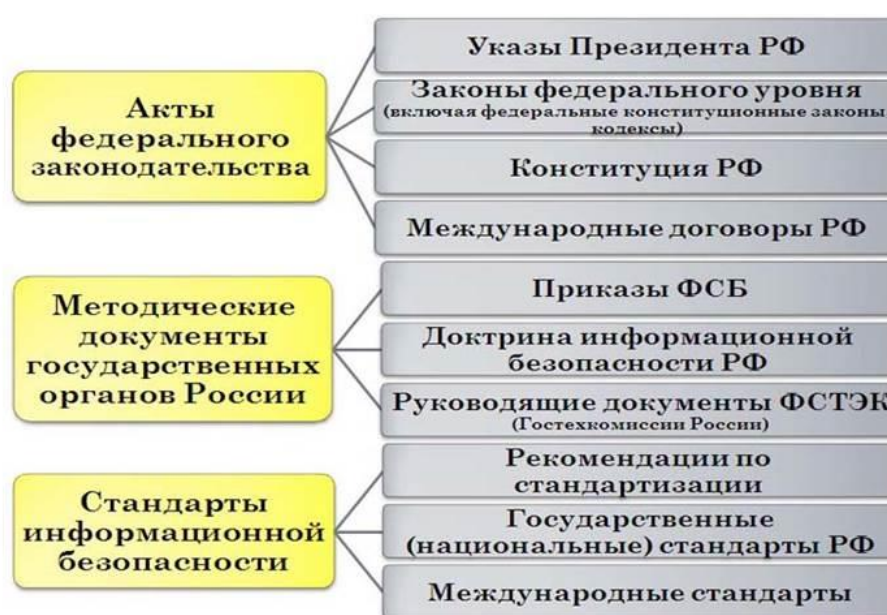 Акты
федерального
законодательства
Указы Президента РФ
Законы федерального уровня
(включая федеральные конституционные законы
кодексы)
Конституция РФ
Международные договоры РФ
Методические
документы
государственных
органов России
Приказы ФСБ
Доктрина информационной
безопасности РФ
Руководящие документы ФСТЭК
(Гостехкомиссии России)
Стандарты
информационной
безопасности
Рекомендации по
стандартизации
Государственные
(национальные) стандарты РФ
Международные стандарты